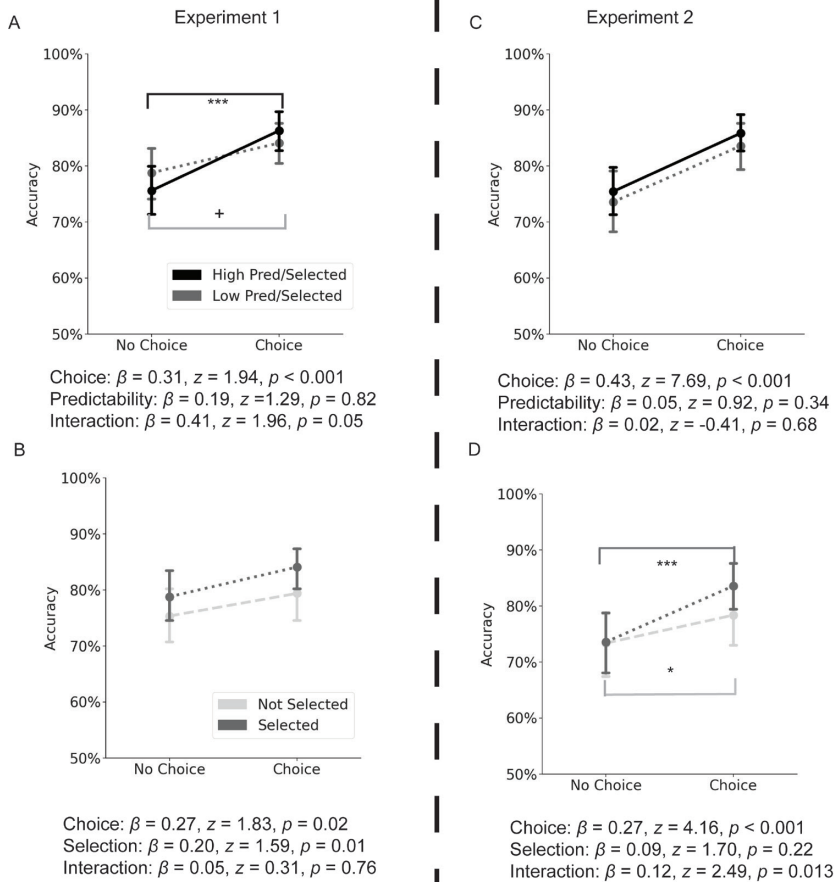 Experiment 1
A
100%
90%
80%
70%
60%
50%
Accuracy
***
+
High Pred/Selected
Low Pred/Selected
No Choice
Choice
Choice: β = 0.31, z = 1.94, p < 0.001
Predictability: β = 0.19, z =1.29, p = 0.82
Interaction: β = 0.41, z = 1.96, p = 0.05
B
100%
90%
80%
70%
60%
50%
Accuracy
Not Selected
Selected
No Choice
Choice
Choice: β = 0.27, z = 1.83, p = 0.02
Selection: β = 0.20, z = 1.59, p = 0.01
Interaction: β = 0.05, z = 0.31, p = 0.76
Experiment 2
C
100%
90%
80%
70%
60%
50%
Accuracy
No Choice
Choice
Choice: β = 0.43, z = 7.69, p < 0.001
Predictability: β = 0.05, z = 0.92, p = 0.34
Interaction: β = 0.02, z = -0.41, p = 0.68
D
100%
90%
80%
70%
60%
50%
Accuracy
***
*
No Choice
Choice
Choice: β = 0.27, z = 4.16, p < 0.001
Selection: β = 0.09, z = 1.70, p = 0.22
Interaction: β = 0.12, z = 2.49, p = 0.013